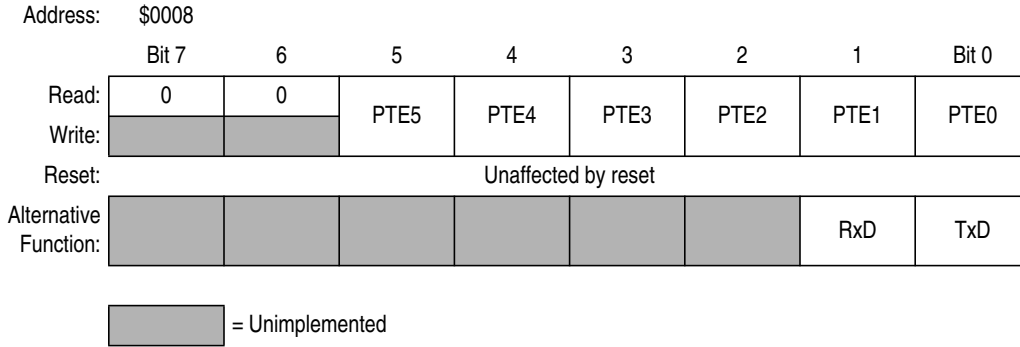 Address: $0008
Bit 7 6 5 4 3 2 1 Bit 0
Read: 0 0 PTE5 PTE4 PTE3 PTE2 PTE1 PTE0
Write:
Reset: Unaffected by reset
Alternative
Function: RxD TxD
= Unimplemented